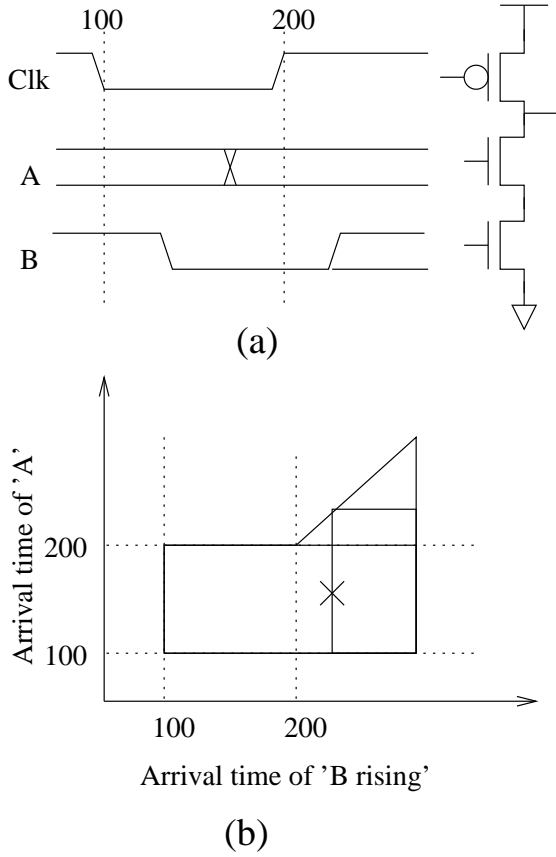 100 200
Clk
A
B
(a)
Arrival time of 'A'
200
100
100 200
Arrival time of 'B rising'
(b)